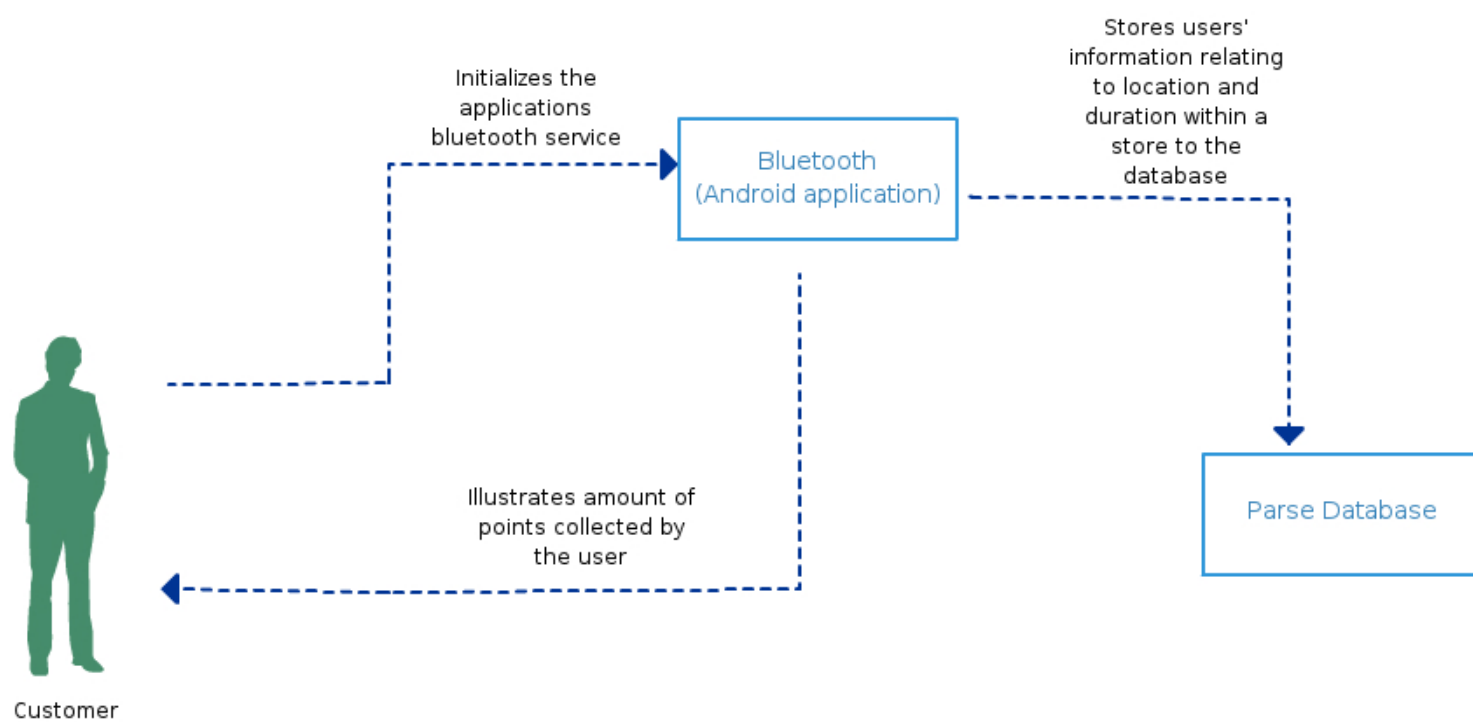 Stores users'
information relating
to location and
duration within a
store to the
database
Initializes the
applications
bluetooth service
Bluetooth
(Android application)
Illustrates amount of
points collected by
the user
Parse Database
Customer